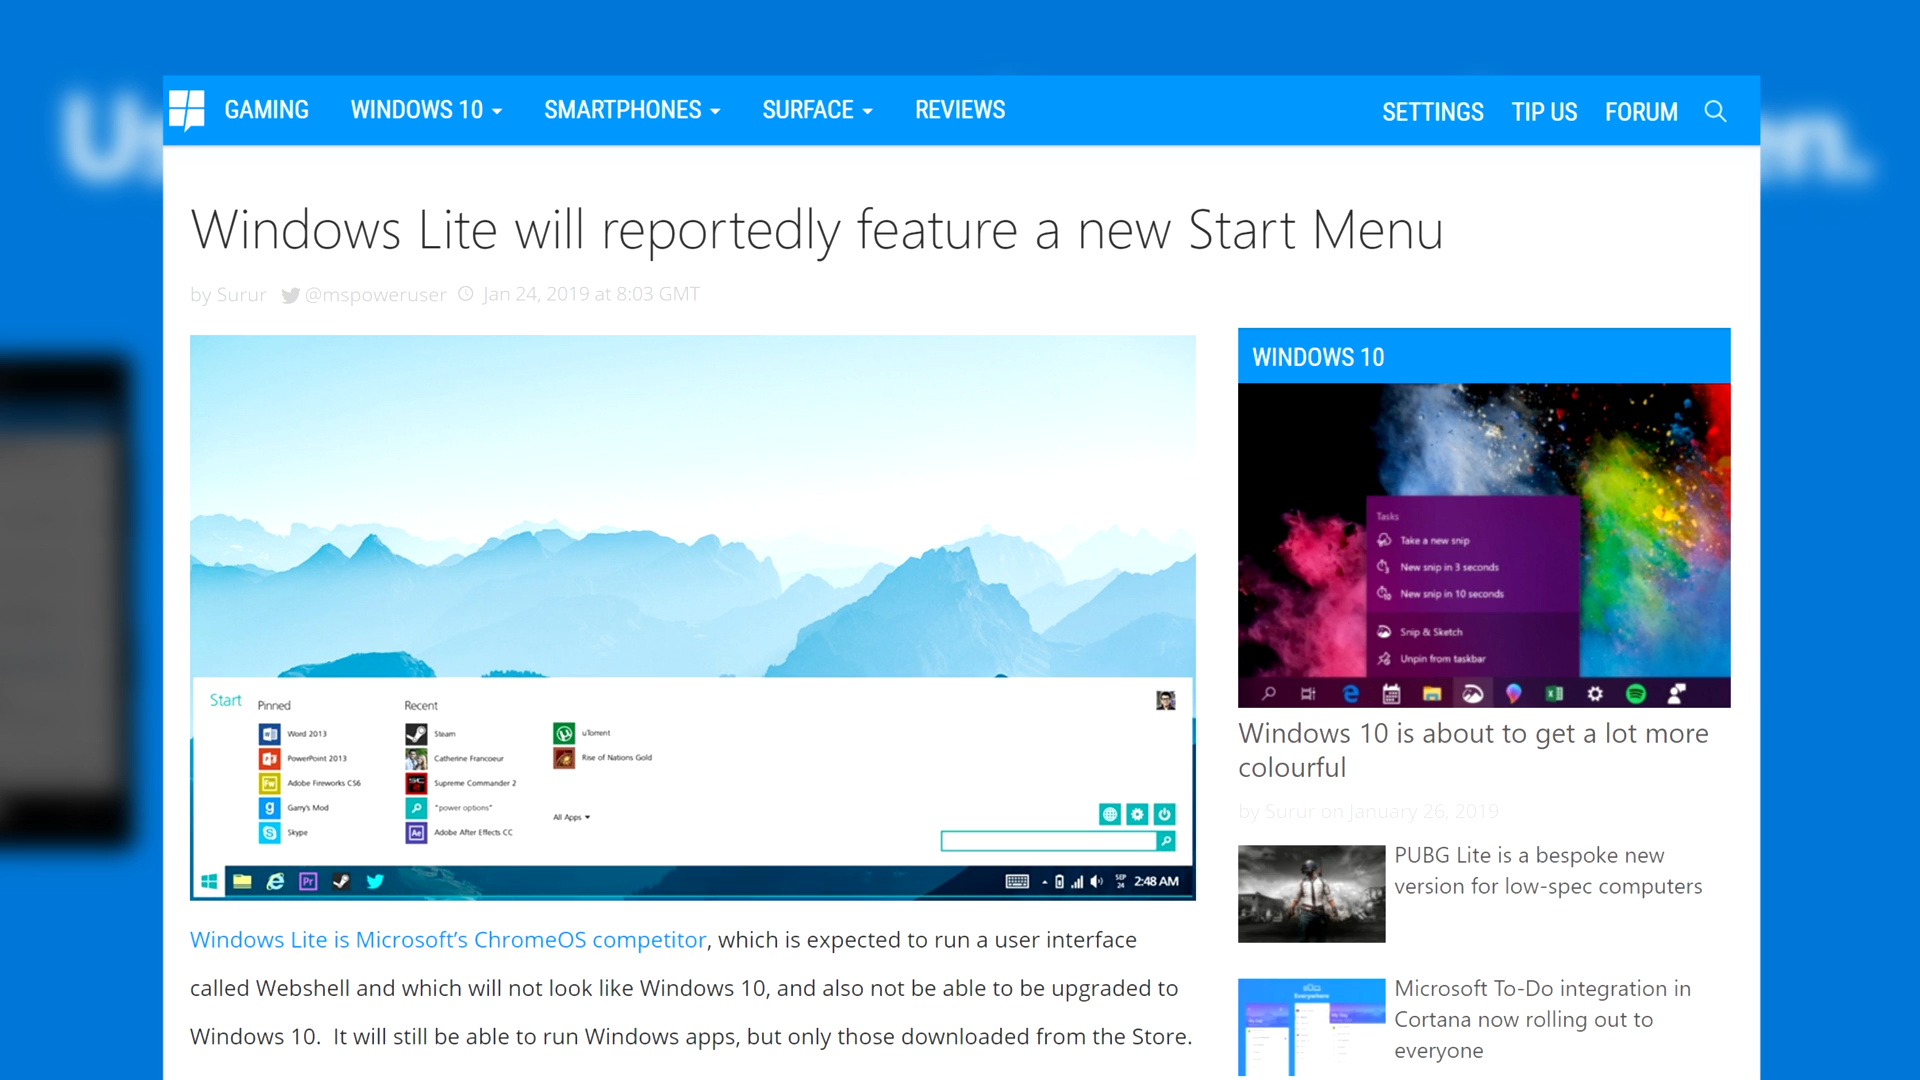 GAMING WINDOWS 10 SMARTPHONES SURFACE REVIEWS SETTINGS TIP US FORUM
Windows Lite will reportedly feature a new Start Menu
by Surur @mspoweruser Jan 24, 2019 at 8:03 GMT
Start Pinned Recent
Word 2013 Steam uTorrent
PowerPoint 2013 Catherine Francoeur Rise of Nations Gold
Adobe Fireworks CS6 Supreme Commander 2
Garry's Mod "power options"
All Apps
Skype Adobe After Effects CC
SEP
24 2:48 AM
Windows Lite is Microsoft's ChromeOS competitor, which is expected to run a user interface
called Webshell and which will not look like Windows 10, and also not be able to be upgraded to
Windows 10. It will still be able to run Windows apps, but only those downloaded from the Store.
WINDOWS 10
Tasks
Take a new snip
New snip in 3 seconds
New snip in 10 seconds
Snip & Sketch
Unpin from taskbar
Windows 10 is about to get a lot more
colourful
by Surur on January 26, 2019
PUBG Lite is a bespoke new
version for low-spec computers
Everywhere
Microsoft To-Do integration in
Cortana now rolling out to
everyone